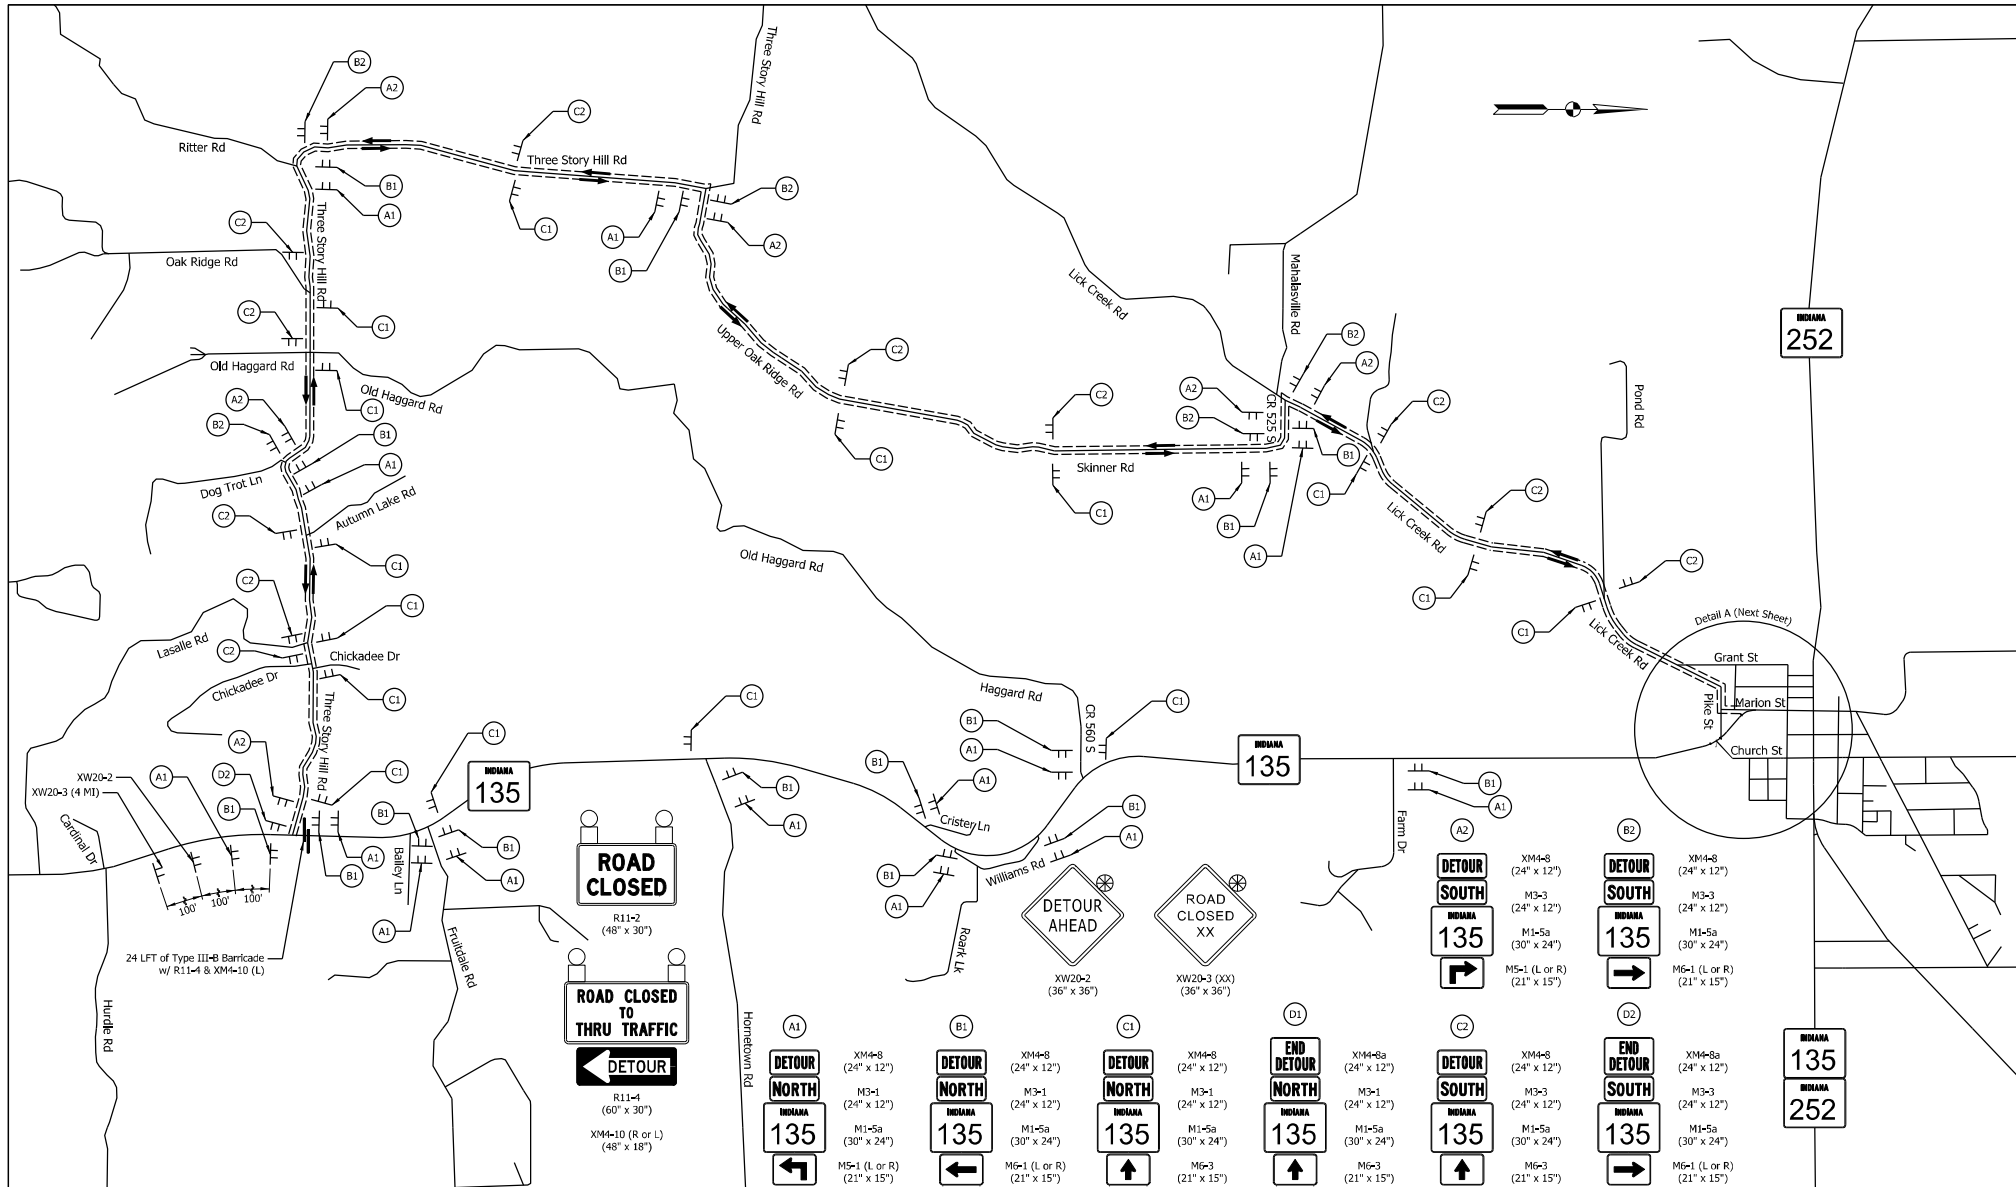 B2
A2
C2
Three Story Hill Rd
Ritter Rd
Three Story Hill Rd
B1
A1
C2
C1
A1
B1
B2
A2
Three Story Hill Rd
Oak Ridge Rd
C2
C1
Old Haggard Rd
Old Haggard Rd
C1
A2
B2
B1
A1
Dog Trot Ln
Autumn Lake Rd
C2
C1
C2
C1
Lasalle Rd
C2
Chickadee Dr
Chickadee Dr
C1
Three Story Hill Rd
Upper Oak Ridge Rd
C2
C1
C2
C1
Skinner Rd
Lick Creek Rd
Mahalasville Rd
B2
A2
A2
B2
CR 525 S
C2
B1
C1
A1
B1
A1
Lick Creek Rd
C2
C1
Pond Rd
C2
C1
Lick Creek Rd
INDIANA
252
Detail A (Next Sheet)
Grant St
Marion St
Pike St
Church St
Old Haggard Rd
Haggard Rd
CR 560 S
C1
B1
A1
C1
B1
A1
B1
A1
Crister Ln
B1
A1
B1
A1
Williams Rd
Roark Lk
INDIANA
135
Farm Dr
B1
A1
A2
D2
B1
C1
XW20-2
A1
XW20-3 (4 MI)
Cardinal Dr
100'
100'
100'
B1
A1
C1
INDIANA
135
B1
B1
A1
A1
Bailey Ln
Fruitdale Rd
24 LFT of Type III-B Barricade
w/ R11-4 & XM4-10 (L)
Hurdle Rd
Hornetown Rd
ROAD
CLOSED
R11-2
(48" x 30")
ROAD CLOSED
TO
THRU TRAFFIC
DETOUR
R11-4
(60" x 30")
XM4-10 (R or L)
(48" x 18")
DETOUR
AHEAD
XW20-2
(36" x 36")
ROAD
CLOSED
XX
XW20-3 (XX)
(36" x 36")
A2
DETOUR
XM4-8
(24" x 12")
SOUTH
M3-3
(24" x 12")
INDIANA
135
M1-5a
(30" x 24")
M5-1 (L or R)
(21" x 15")
B2
DETOUR
XM4-8
(24" x 12")
SOUTH
M3-3
(24" x 12")
INDIANA
135
M1-5a
(30" x 24")
M6-1 (L or R)
(21" x 15")
A1
DETOUR
XM4-8
(24" x 12")
NORTH
M3-1
(24" x 12")
INDIANA
135
M1-5a
(30" x 24")
M5-1 (L or R)
(21" x 15")
B1
DETOUR
XM4-8
(24" x 12")
NORTH
M3-1
(24" x 12")
INDIANA
135
M1-5a
(30" x 24")
M6-1 (L or R)
(21" x 15")
C1
DETOUR
XM4-8
(24" x 12")
NORTH
M3-1
(24" x 12")
INDIANA
135
M1-5a
(30" x 24")
M6-3
(21" x 15")
D1
END
DETOUR
XM4-8a
(24" x 12")
NORTH
M3-1
(24" x 12")
INDIANA
135
M1-5a
(30" x 24")
M6-3
(21" x 15")
C2
DETOUR
XM4-8
(24" x 12")
SOUTH
M3-3
(24" x 12")
INDIANA
135
M1-5a
(30" x 24")
M6-3
(21" x 15")
D2
END
DETOUR
XM4-8a
(24" x 12")
SOUTH
M3-3
(24" x 12")
INDIANA
135
M1-5a
(30" x 24")
M6-1 (L or R)
(21" x 15")
INDIANA
135
INDIANA
252